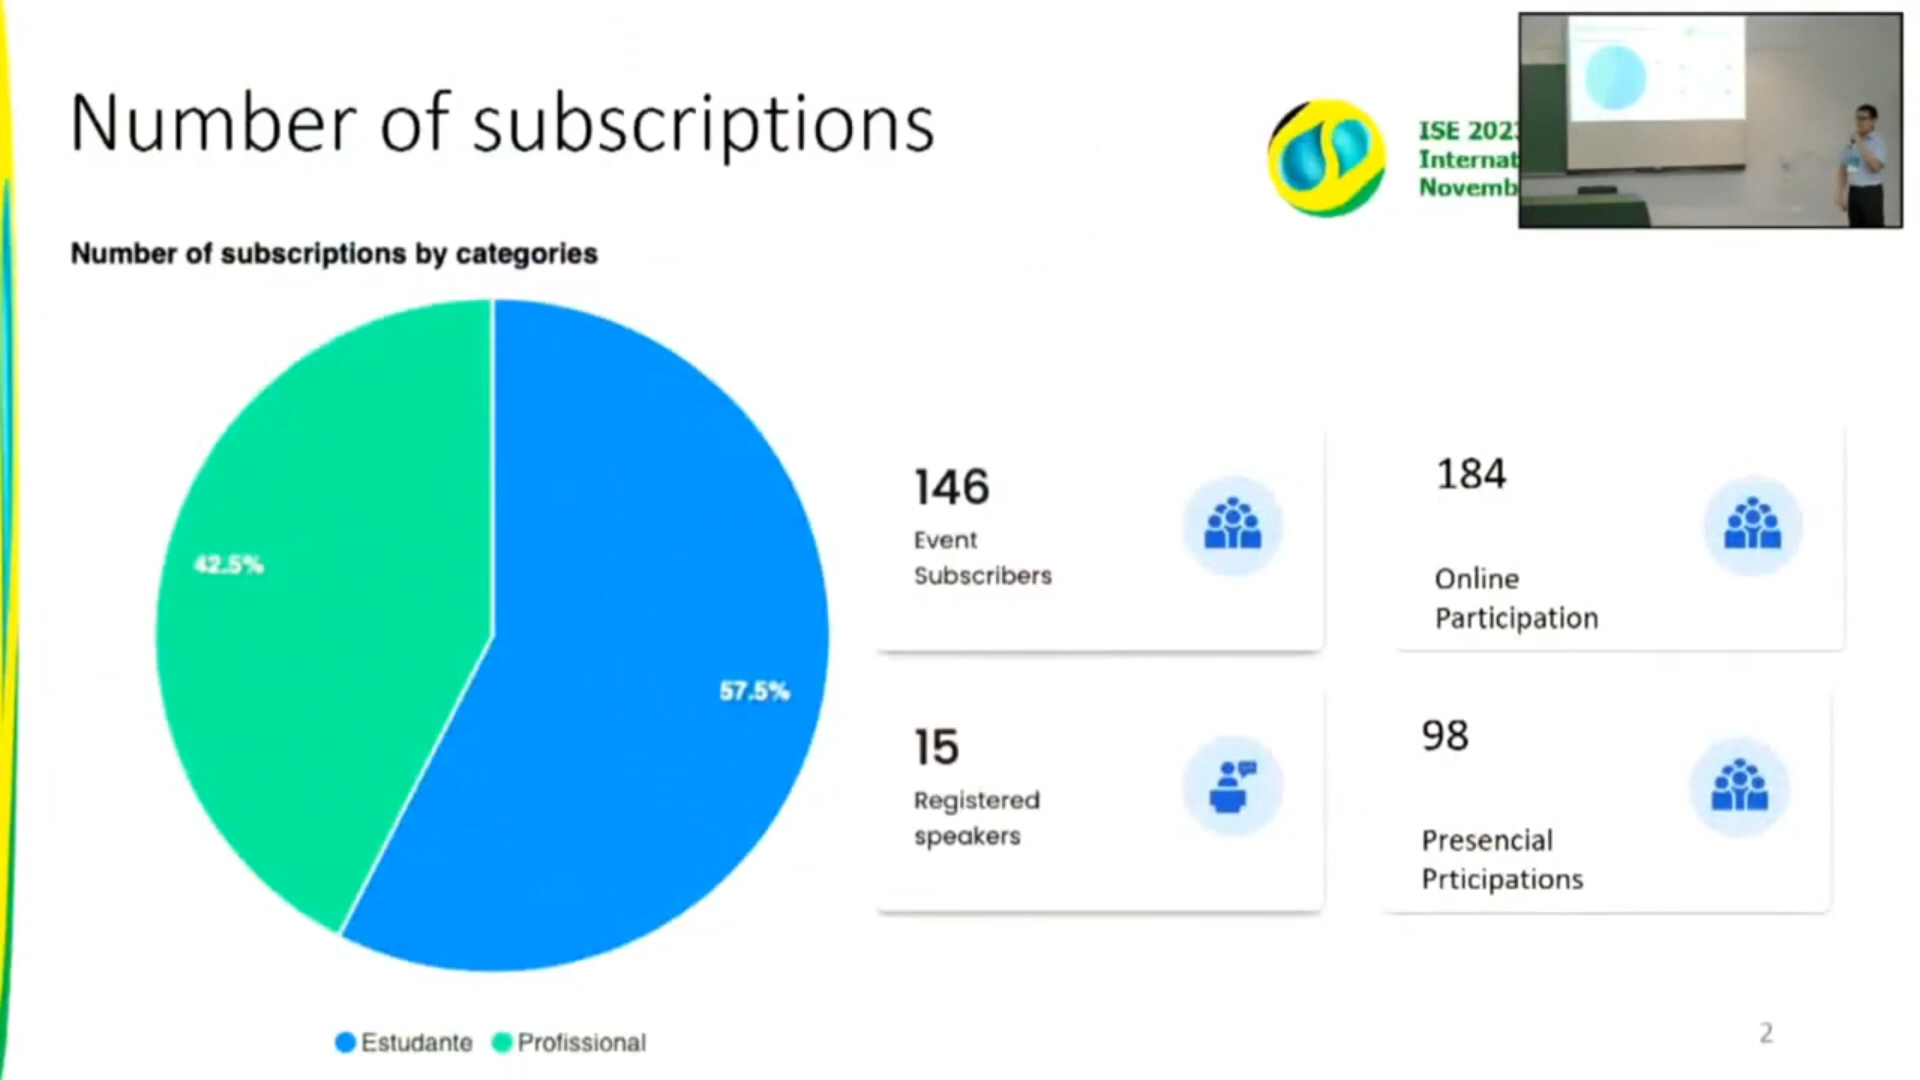 Number of subscriptions
ISE 202
Internat
Novemb
Number of subscriptions by categories
42.5%
57.5%
Estudante Profissional
146
Event
Subscribers
184
Online
Participation
15
Registered
speakers
98
Presencial
Prticipations
2